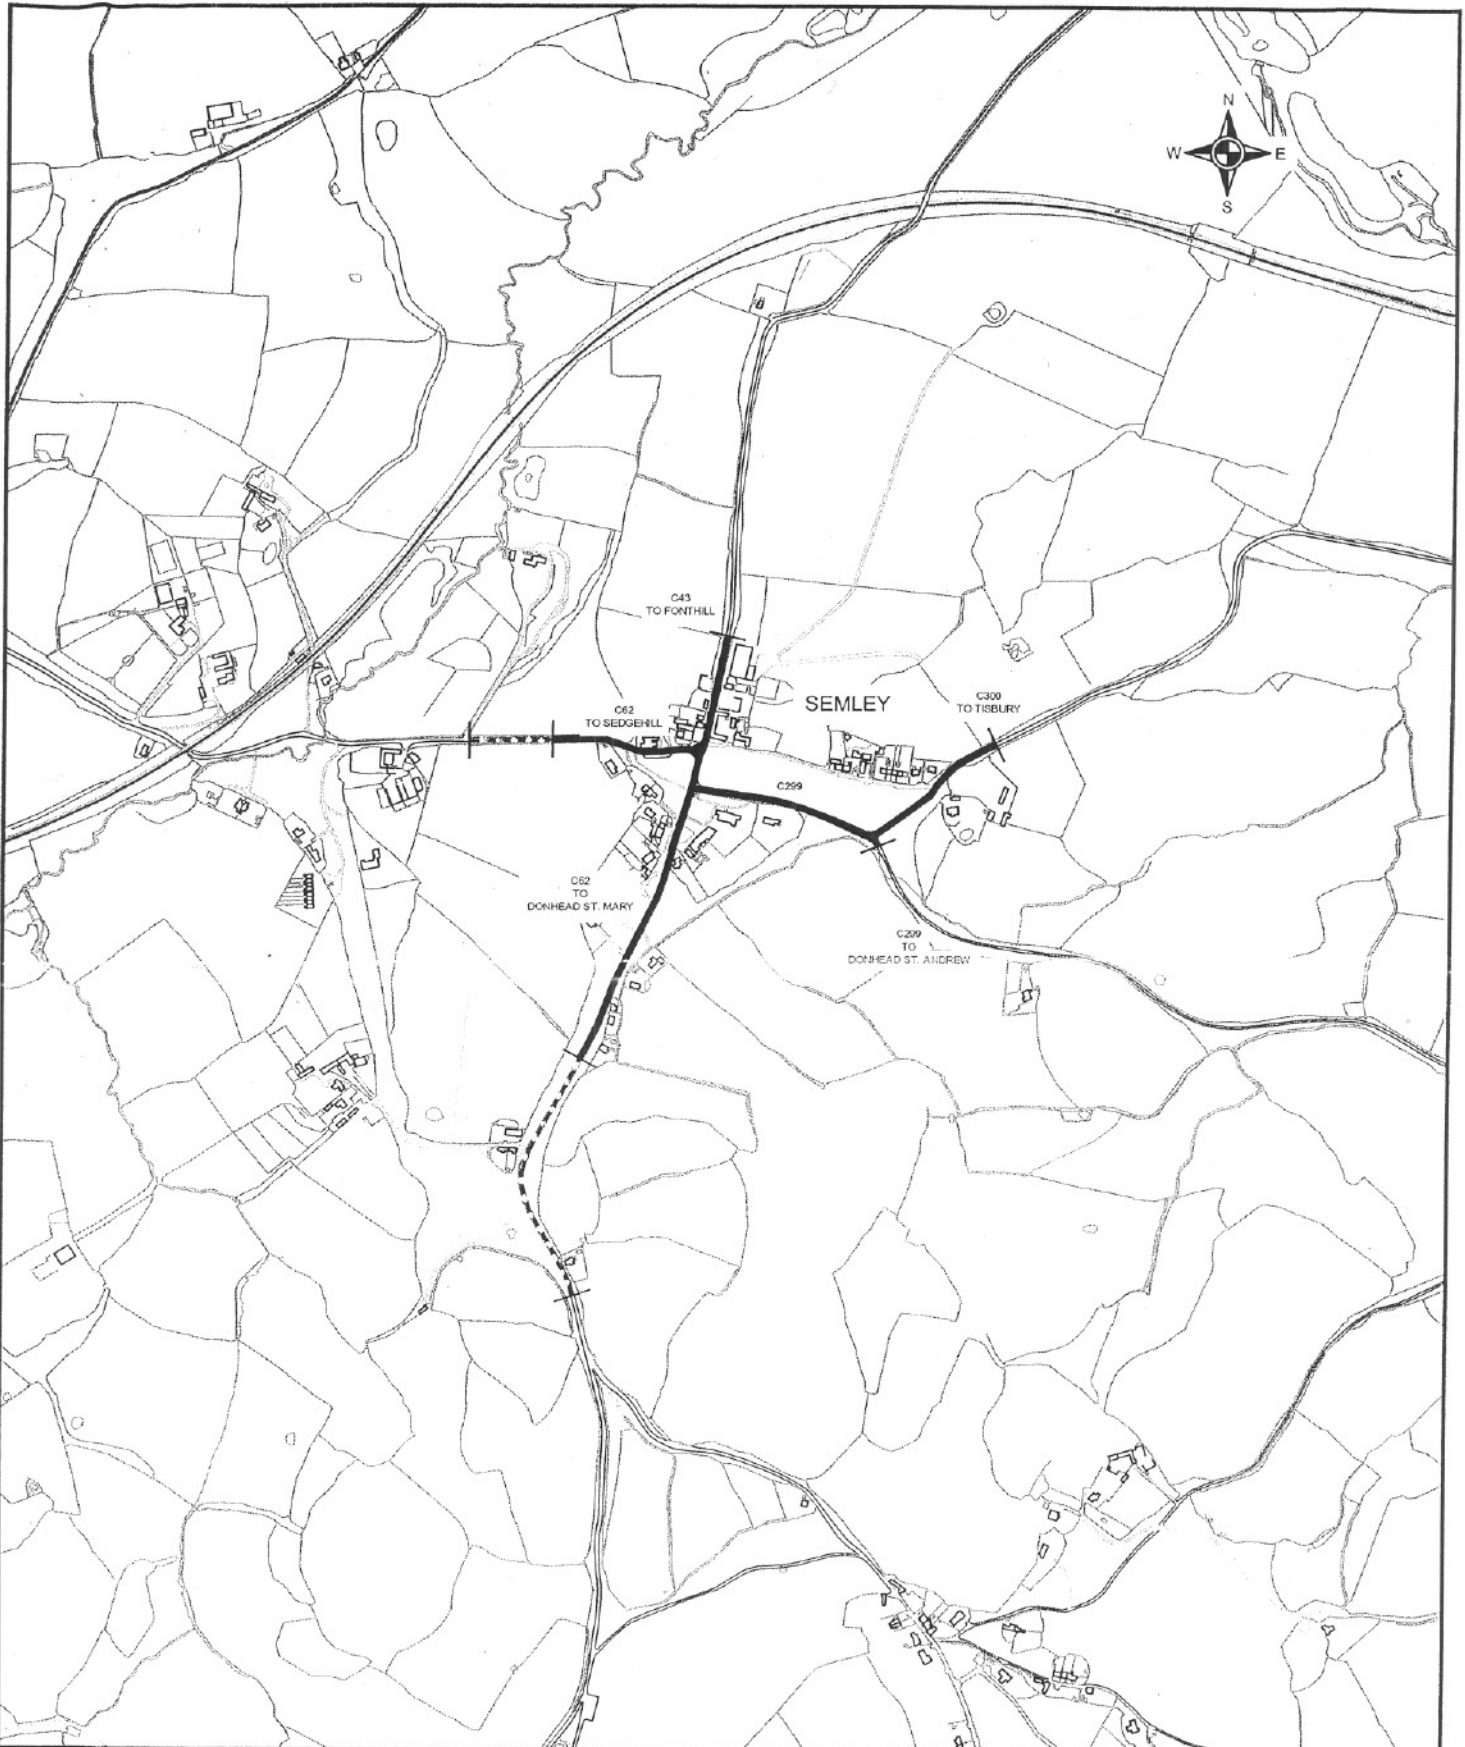 N
W E
S
C43
TO FONTHILL
SEMLEY
C62
TO SEDGEHILL
C300
TO TISBURY
C299
C62
TO
DONHEAD ST. MARY
C299
TO
DONHEAD ST. ANDREW